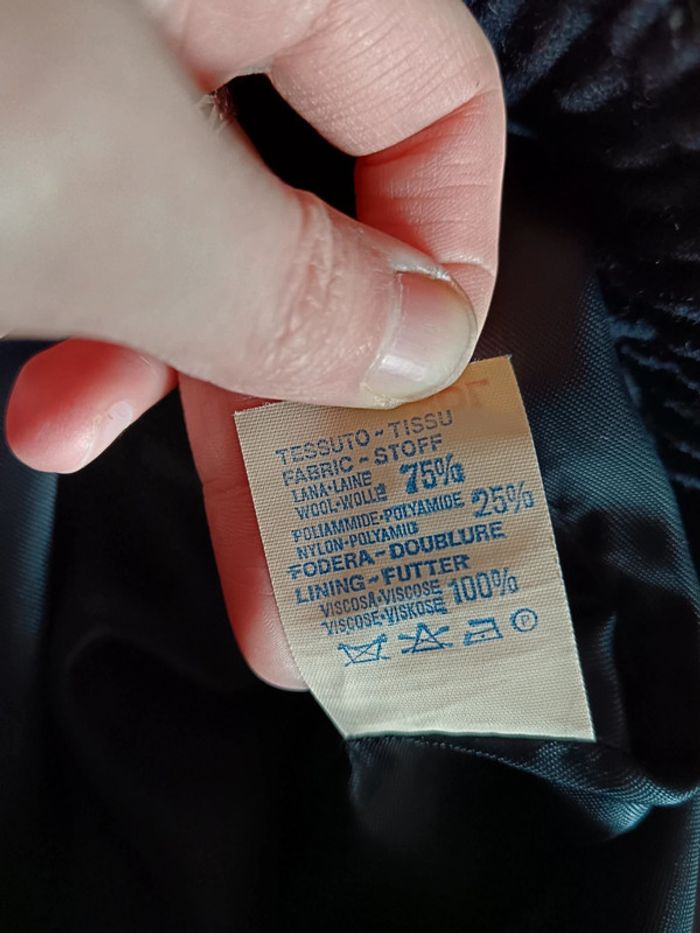 TESSUTO-TISSU
FABRIC-STOFF
LANA-LAINE
WOOL-WOLLE 75%
POLIAMMIDE-POLYAMIDE
NYLON-POLYAMID 25%
FODERA-DOUBLURE
LINING-FUTTER
VISCOSA-VISCOSE
VISCOSE-VISKOSE 100%
P